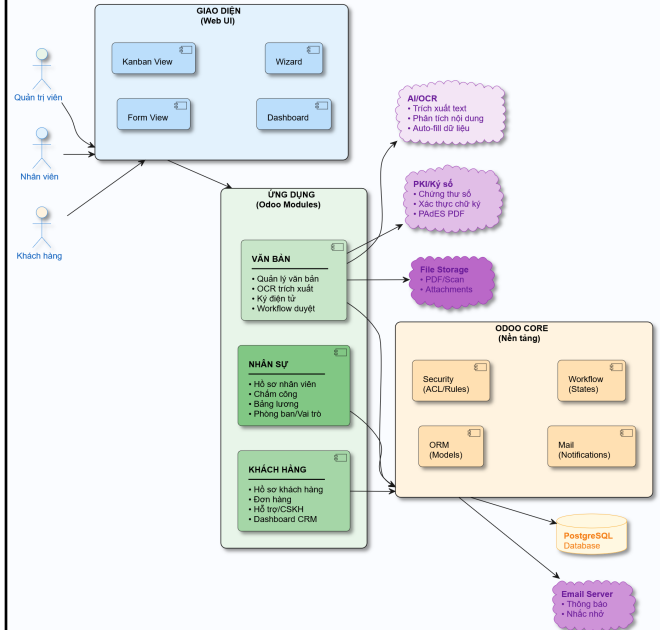 GIAO DIỆN
(Web UI)
Kanban View
Wizard
Form View
Dashboard
Quản trị viên
Nhân viên
Khách hàng
AI/OCR
• Trích xuất text
• Phân tích nội dung
• Auto-fill dữ liệu
PKI/Ký số
• Chứng thư số
• Xác thực chữ ký
• PAdES PDF
File Storage
• PDF/Scan
• Attachments
ỨNG DỤNG
(Odoo Modules)
VĂN BẢN
• Quản lý văn bản
• OCR trích xuất
• Ký điện tử
• Workflow duyệt
NHÂN SỰ
• Hồ sơ nhân viên
• Chấm công
• Bảng lương
• Phòng ban/Vai trò
KHÁCH HÀNG
• Hồ sơ khách hàng
• Đơn hàng
• Hỗ trợ/CSKH
• Dashboard CRM
ODOO CORE
(Nền tảng)
Security
(ACL/Rules)
Workflow
(States)
ORM
(Models)
Mail
(Notifications)
PostgreSQL
Database
Email Server
• Thông báo
• Nhắc nhở